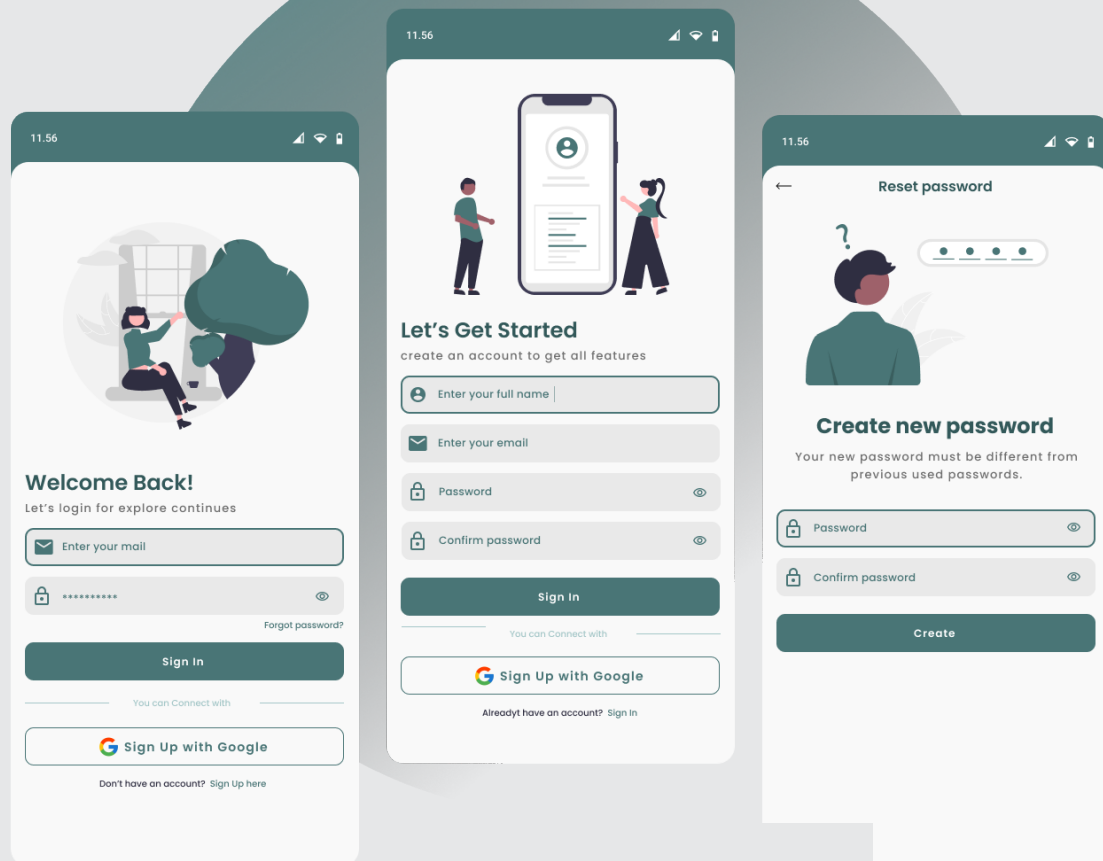 11.56
Welcome Back!
Let's login for explore continues
Enter your mail
**********
Forgot password?
Sign In
You can Connect with
Sign Up with Google
Don't have an account? Sign Up here
11.56
Let's Get Started
create an account to get all features
Enter your full name
Enter your email
Password
Confirm password
Sign In
You can Connect with
Sign Up with Google
Alreadyt have an account? Sign In
11.56
Reset password
?
Create new password
Your new password must be different from
previous used passwords.
Password
Confirm password
Create